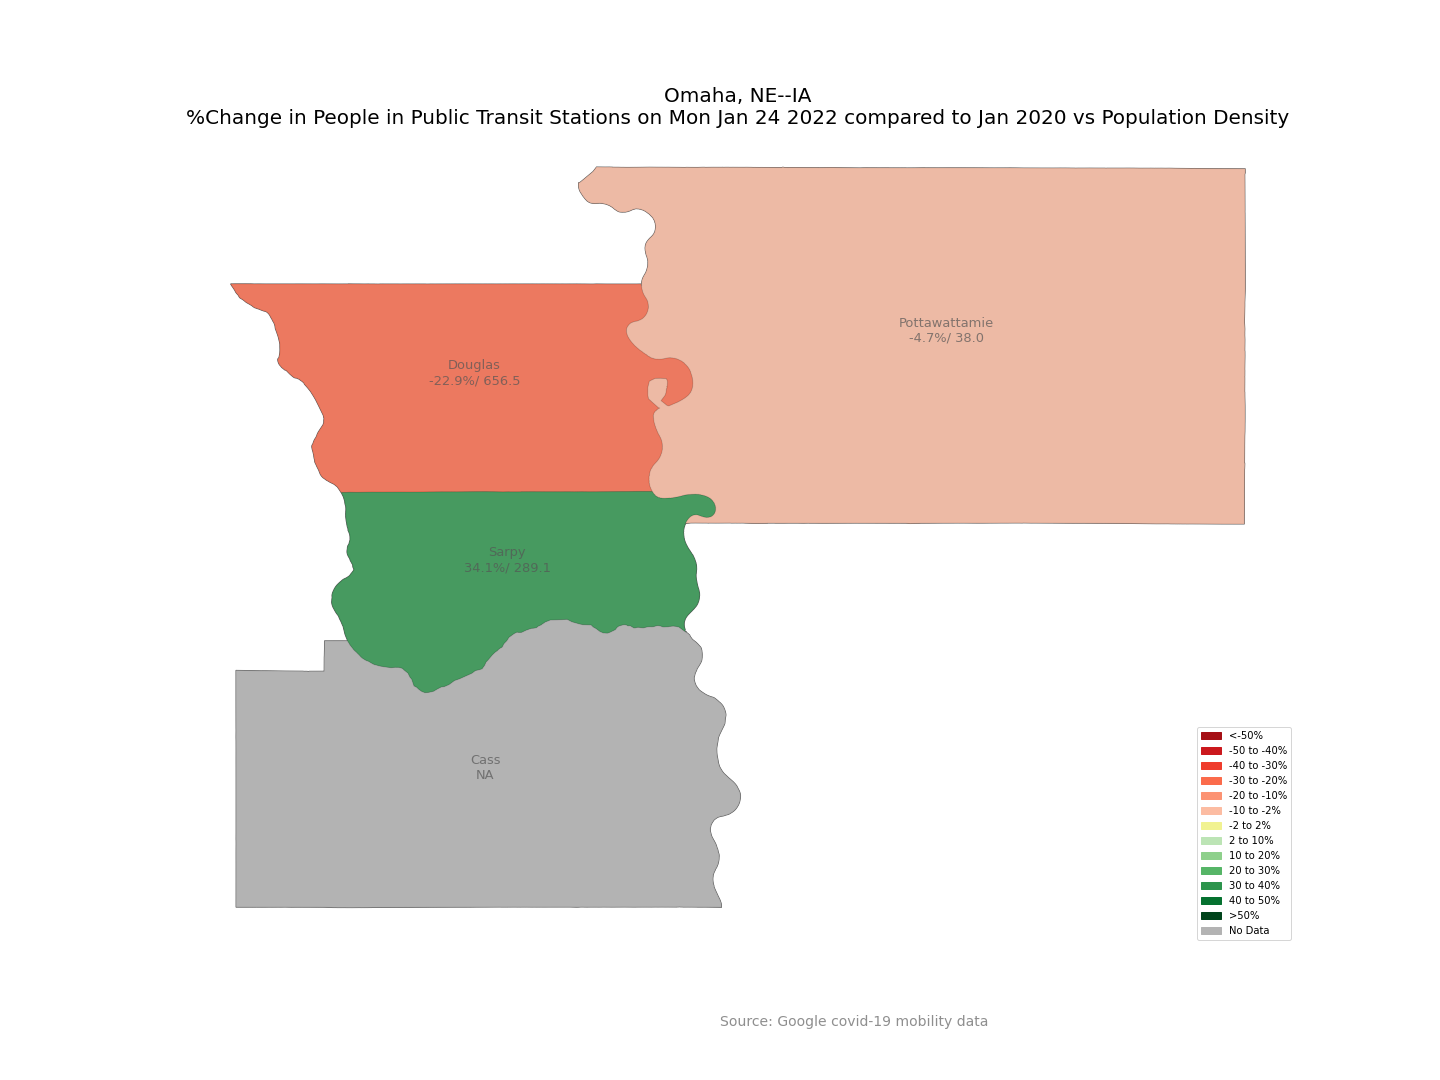 Omaha, NE--IA
%Change in People in Public Transit Stations on Mon Jan 24 2022 compared to Jan 2020 vs Population Density
Pottawattamie
-4.7%/ 38.0
Douglas
-22.9%/ 656.5
Sarpy
34.1%/ 289.1
Cass
NA
<-50%
-50 to -40%
-40 to -30%
-30 to -20%
-20 to -10%
-10 to -2%
-2 to 2%
2 to 10%
10 to 20%
20 to 30%
30 to 40%
40 to 50%
>50%
No Data
Source: Google covid-19 mobility data